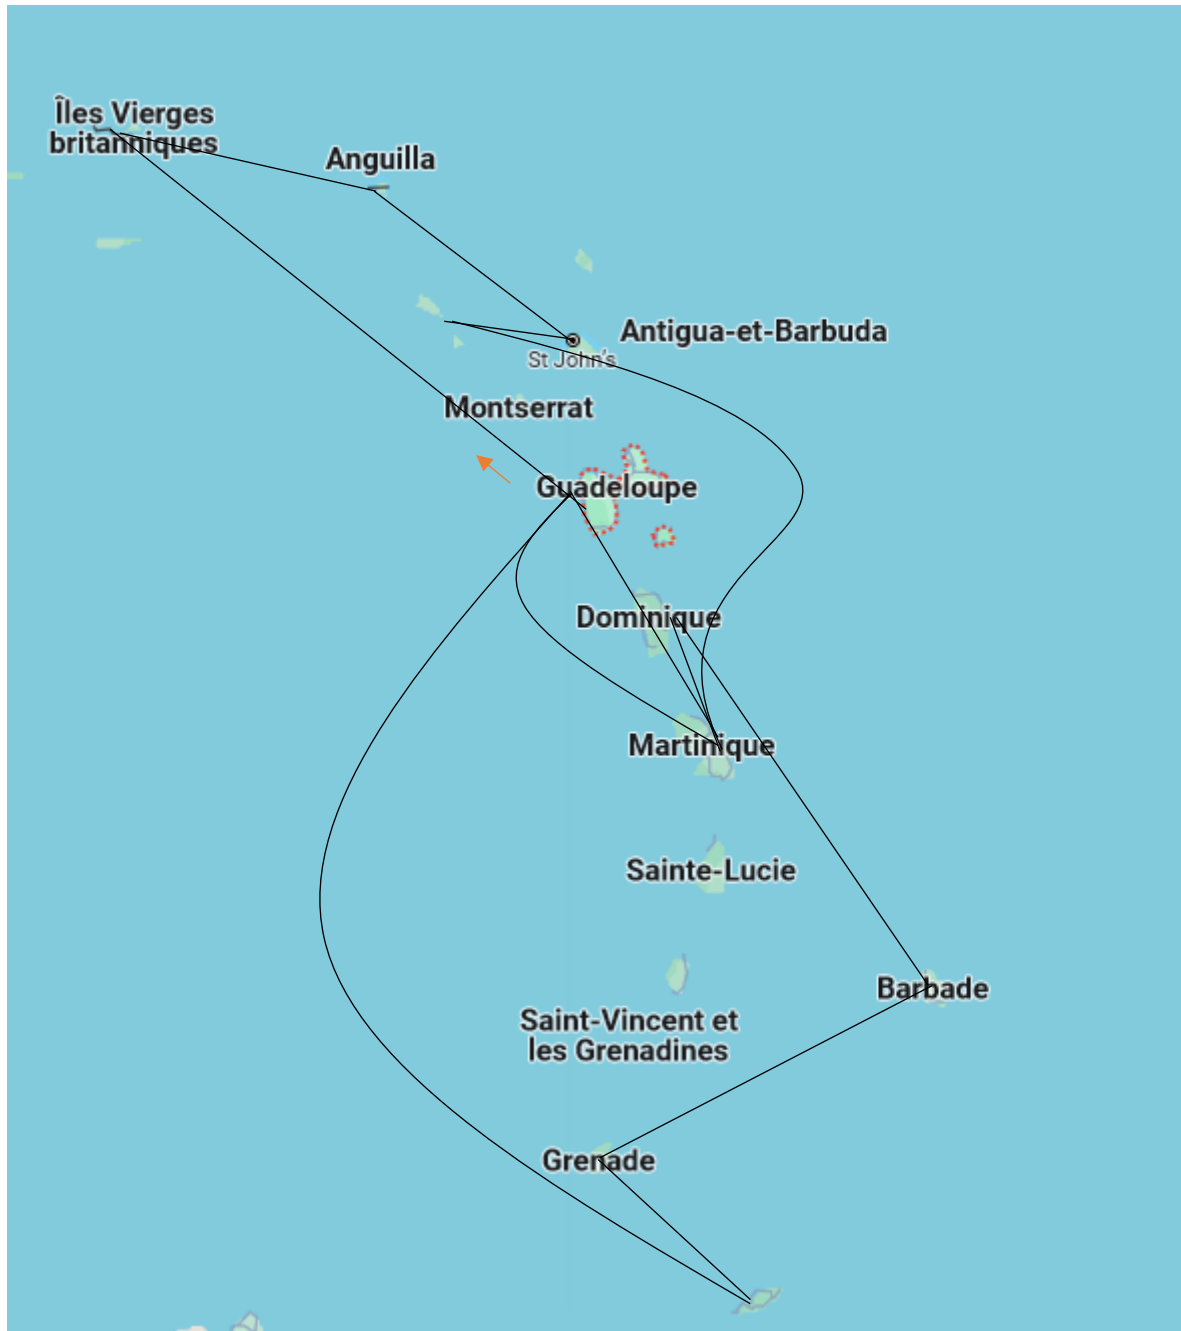 Îles Vierges
britanniques
Anguilla
Antigua-et-Barbuda
St John's
Montserrat
Guadeloupe
Dominique
Martinique
Sainte-Lucie
Barbade
Saint-Vincent et
les Grenadines
Grenade